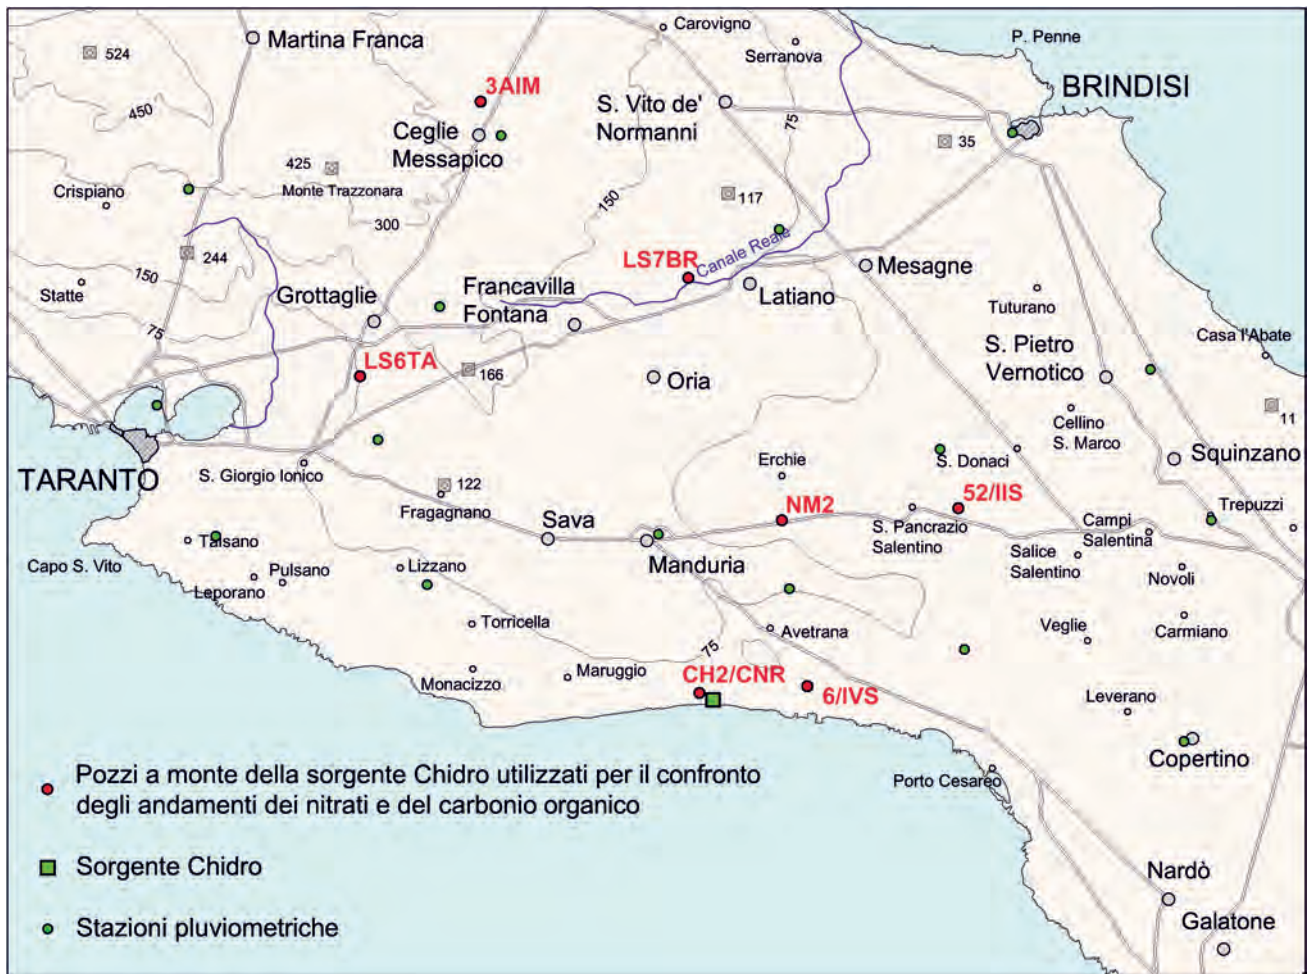 Carovigno
P. Penne
524
Martina Franca
Serranova
BRINDISI
3AIM
450
S. Vito de'
Normanni
75
Ceglie
Messapico
35
425
Monte Trazzonara
Crispiano
150
117
300
244
Canale Reale
LS7BR
Mesagne
150
Statte
Grottaglie
Francavilla
Fontana
Latiano
Tuturano
75
Casa l'Abate
S. Pietro
Vernotico
LS6TA
166
Oria
11
Cellino
S. Marco
TARANTO
S. Giorgio Ionico
Erchie
S. Donaci
Squinzano
122
Fragagnano
52/IIS
NM2
Trepuzzi
Sava
S. Pancrazio
Salentino
Campi
Salentina
Talsano
Capo S. Vito
Manduria
Salice
Salentino
Lizzano
Pulsano
Leporano
Novoli
Torricella
Avetrana
Veglie
Carmiano
75
Maruggio
Monacizzo
CH2/CNR
6/IVS
Leverano
Copertino
Porto Cesareo
Nardò
Galatone
Pozzi a monte della sorgente Chidro utilizzati per il confronto
degli andamenti dei nitrati e del carbonio organico
Sorgente Chidro
Stazioni pluviometriche